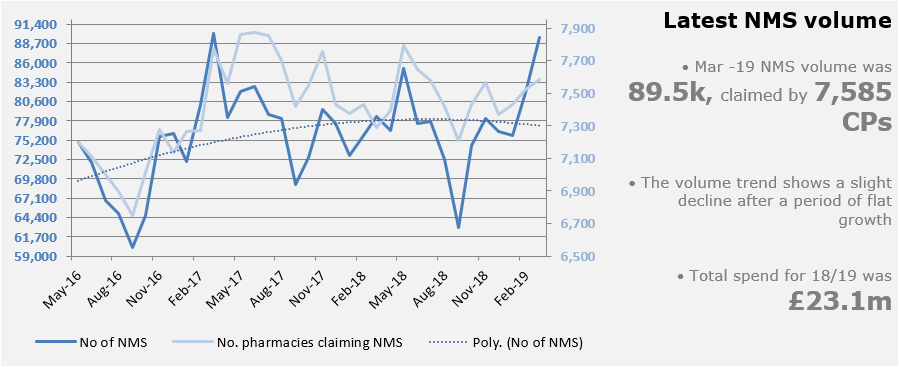 91,400
88,700
86,000
83,300
80,600
77,900
75,200
72,500
69,800
67,100
64,400
61,700
59,000
7,900
7,700
7,500
7,300
7,100
6,900
6,700
6,500
May-16
Aug-16
Nov-16
Feb-17
May-17
Aug-17
Nov-17
Feb-18
May-18
Aug-18
Nov-18
Feb-19
No of NMS
No. pharmacies claiming NMS
Poly. (No of NMS)
Latest NMS volume
• Mar -19 NMS volume was
89.5k, claimed by 7,585
CPs
• The volume trend shows a slight
decline after a period of flat
growth
• Total spend for 18/19 was
£23.1m